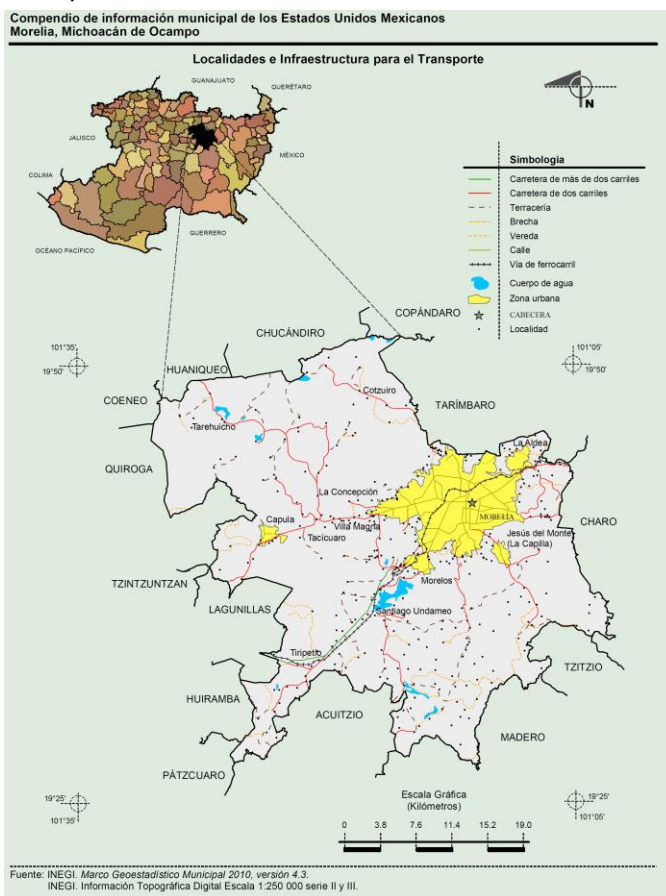 Compendio de información municipal de los Estados Unidos Mexicanos
Morelia, Michoacán de Ocampo
Localidades e Infraestructura para el Transporte
GUANAJUATO
QUERÉTARO
JALISCO
MÉXICO
COLIMA
GUERRERO
OCÉANO PACÍFICO
N
Simbología
Carretera de más de dos carriles
Carretera de dos carriles
Terracería
Brecha
Vereda
Calle
Vía de ferrocarril
Cuerpo de agua
Zona urbana
CABECERA
Localidad
COPÁNDARO
CHUCÁNDIRO
101°35'
19°50'
101°05'
19°50'
HUANIQUEO
COENEO
Cotzuiro
TARÍMBARO
Tarehuicho
QUIROGA
La Aldea
La Concepción
Capula
Villa Magna
MORELIA
CHARO
Tacícuaro
Jesús del Monte
(La Capilla)
TZINTZUNTZAN
Morelos
LAGUNILLAS
Santiago Undameo
Tiripetío
TZITZIO
HUIRAMBA
ACUITZIO
MADERO
PÁTZCUARO
19°25'
101°35'
19°25'
101°05'
Escala Gráfica
(Kilómetros)
0 3.8 7.6 11.4 15.2 19.0
Fuente: INEGI. Marco Geoestadístico Municipal 2010, versión 4.3.
INEGI. Información Topográfica Digital Escala 1:250 000 serie II y III.